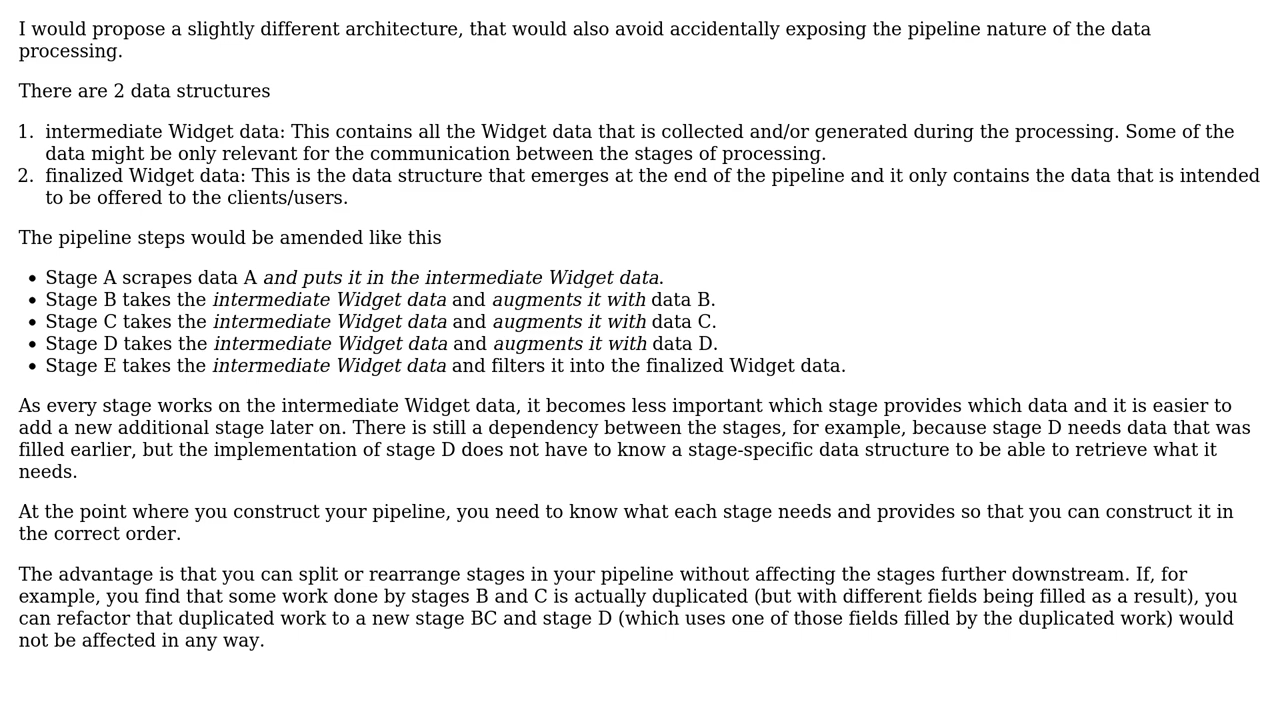 I would propose a slightly different architecture, that would also avoid accidentally exposing the pipeline nature of the data
processing.
There are 2 data structures
1. intermediate Widget data: This contains all the Widget data that is collected and/or generated during the processing. Some of the
data might be only relevant for the communication between the stages of processing.
2. finalized Widget data: This is the data structure that emerges at the end of the pipeline and it only contains the data that is intended
to be offered to the clients/users.
The pipeline steps would be amended like this
• Stage A scrapes data A and puts it in the intermediate Widget data.
• Stage B takes the intermediate Widget data and augments it with data B.
• Stage C takes the intermediate Widget data and augments it with data C.
• Stage D takes the intermediate Widget data and augments it with data D.
• Stage E takes the intermediate Widget data and filters it into the finalized Widget data.
As every stage works on the intermediate Widget data, it becomes less important which stage provides which data and it is easier to
add a new additional stage later on. There is still a dependency between the stages, for example, because stage D needs data that was
filled earlier, but the implementation of stage D does not have to know a stage-specific data structure to be able to retrieve what it
needs.
At the point where you construct your pipeline, you need to know what each stage needs and provides so that you can construct it in
the correct order.
The advantage is that you can split or rearrange stages in your pipeline without affecting the stages further downstream. If, for
example, you find that some work done by stages B and C is actually duplicated (but with different fields being filled as a result), you
can refactor that duplicated work to a new stage BC and stage D (which uses one of those fields filled by the duplicated work) would
not be affected in any way.